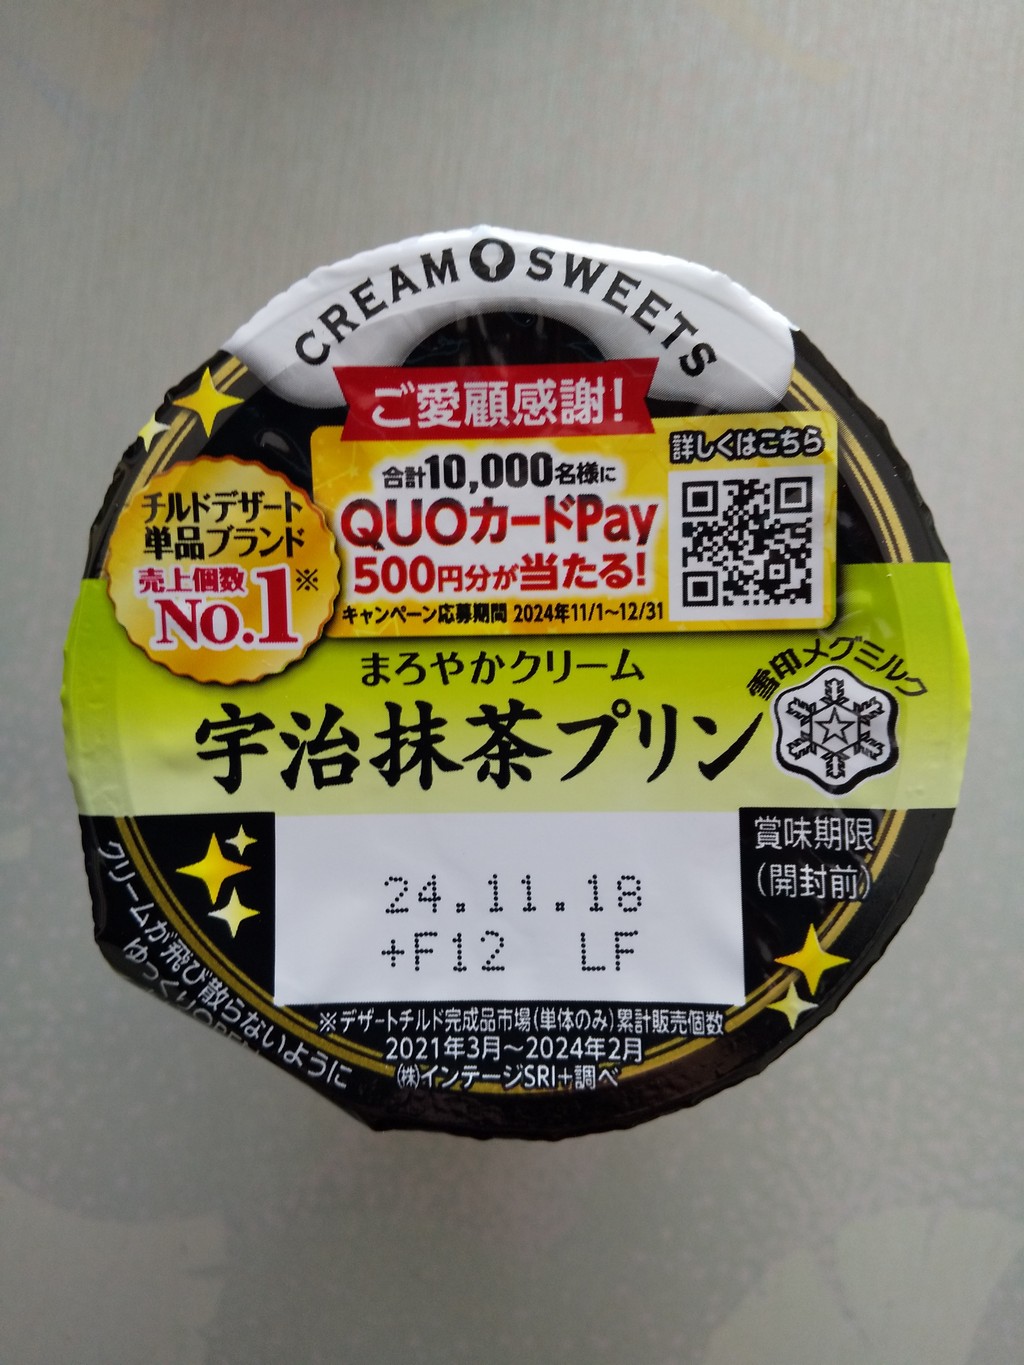 CREAM SWEETS
ご愛顧感謝!
詳しくはこちら
合計10,000名様に
QUOカードPay
500円分が当たる!
キャンペーン応募期間 2024年11/1~12/31
チルドデザート
単品ブランド
売上個数
No.1※
まろやかクリーム
宇治抹茶プリン
雪印メグミルク
賞味期限
(開封前)
24.11.18
+F12 LF
クリームが飛び散らないように
ゆっくりOPEN
※デザートチルド完成品市場(単体のみ)累計販売個数
2021年3月~2024年2月
㈱インテージSRI+調べ